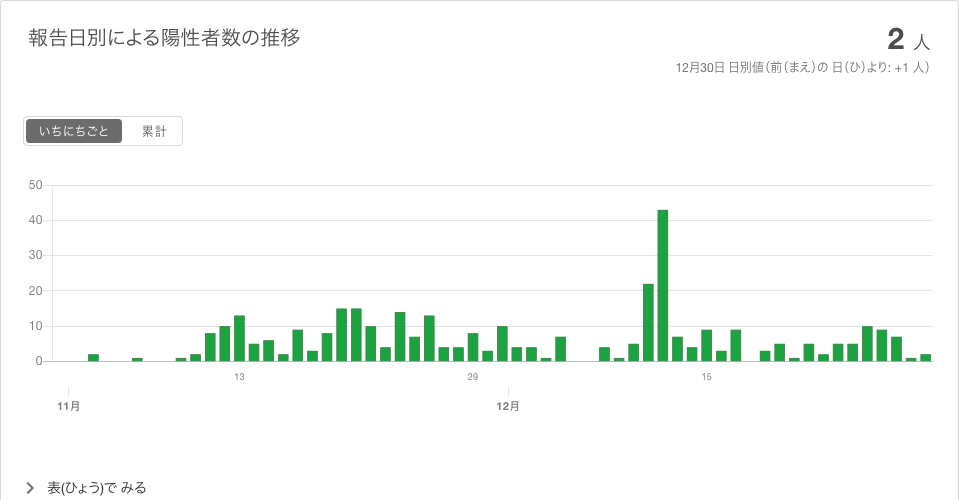 報告日別による陽性者数の推移
2 人
12月30日 日別値(前(まえ)の 日(ひ)より: +1 人)
いちにちごと 累計
50
40
30
20
10
0
13 29 15
11月 12月
表(ひょう)で みる